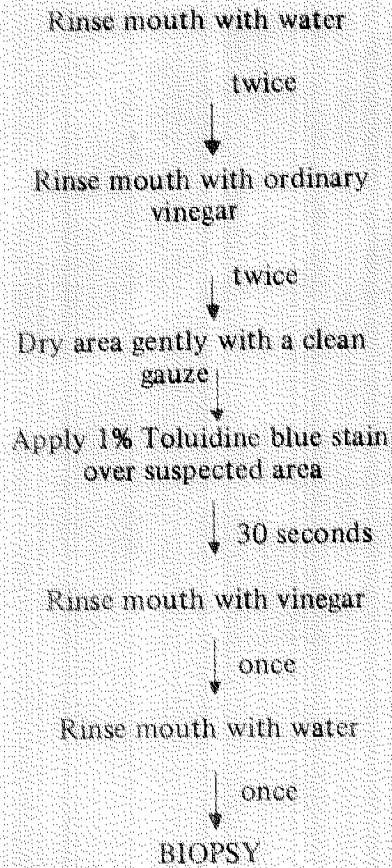 Rinse mouth with water
twice
Rinse mouth with ordinary
vinegar
twice
Dry area gently with a clean
gauze
Apply 1% Toluidine blue stain
over suspected area
30 seconds
Rinse mouth with vinegar
once
Rinse mouth with water
once
BIOPSY